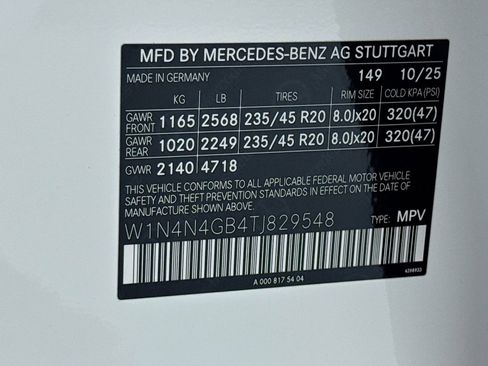 MFD BY MERCEDES-BENZ AG STUTTGART
MADE IN GERMANY 149 10/25
KG LB TIRES RIM SIZE COLD KPA(PSI)
GAWR FRONT 1165 2568 235/45 R20 8.0Jx20 320(47)
GAWR REAR 1020 2249 235/45 R20 8.0Jx20 320(47)
GVWR 2140 4718
THIS VEHICLE CONFORMS TO ALL APPLICABLE FEDERAL MOTOR VEHICLE
SAFETY AND THEFT PREVENTION STANDARDS IN EFFECT ON THE DATE
OF MANUFACTURE SHOWN ABOVE.
W1N4N4GB4TJ829548 TYPE: MPV
A 000 817 54 04